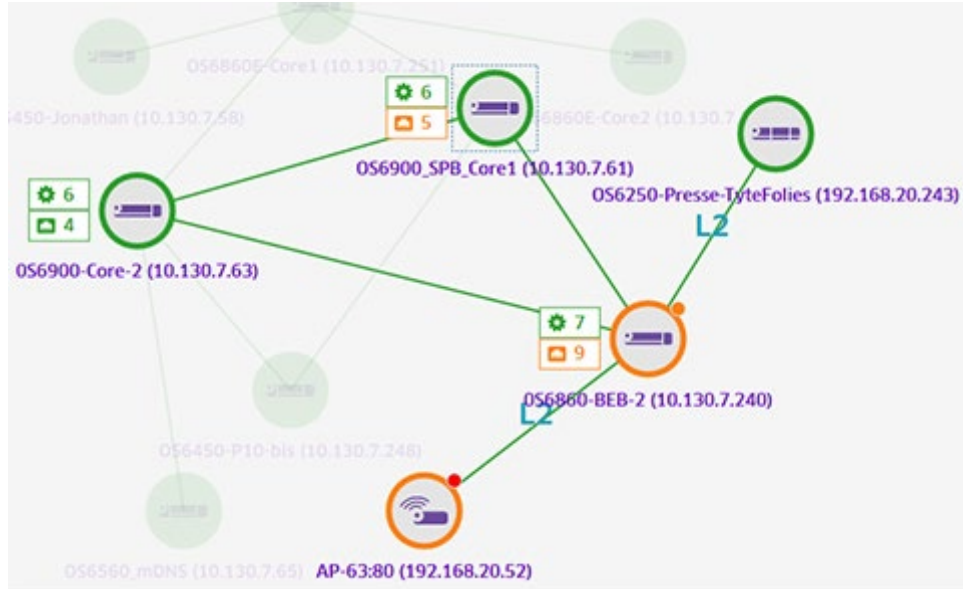 OS6860E-Core1 (10.130.7.251)
6
5
450-Jonathan (10.130.7.58)
6860E-Core2 (10.130.7
OS6900_SPB_Core1 (10.130.7.61)
6
4
OS6250-Presse-TyteFolies (192.168.20.243)
L2
OS6900-Core-2 (10.130.7.63)
7
9
OS6860-BEB-2 (10.130.7.240)
L2
OS6450-P10-bis (10.130.7.248)
OS6560_mDNS (10.130.7.65)
AP-63:80 (192.168.20.52)